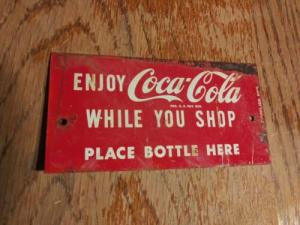 ENJOY Coca-Cola
WHILE YOU SHOP
PLACE BOTTLE HERE